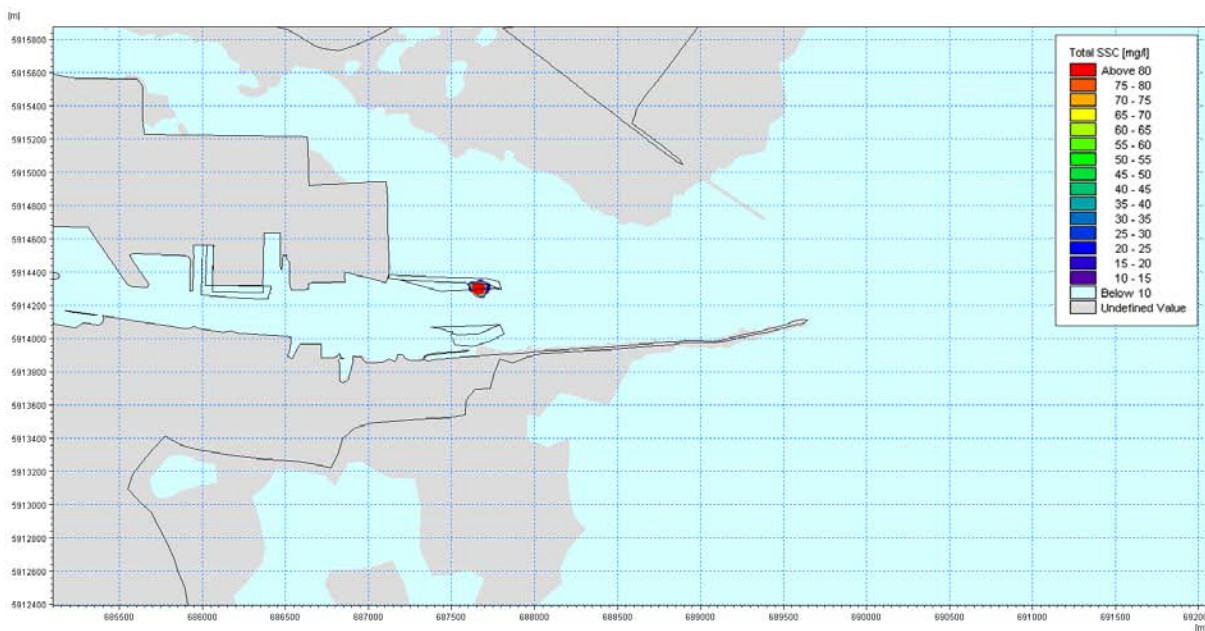 [m]
5915800
5915600
5915400
5915200
5915000
5914800
5914600
5914400
5914200
5914000
5913800
5913600
5913400
5913200
5913000
5912800
5912600
5912400
Total SSC [mg/l]
Above 80
75 - 80
70 - 75
65 - 70
60 - 65
55 - 60
50 - 55
45 - 50
40 - 45
35 - 40
30 - 35
25 - 30
20 - 25
15 - 20
10 - 15
Below 10
Undefined Value
685500 686000 686500 687000 687500 688000 688500 689000 689500 690000 690500 691000 691500 69200
[m]